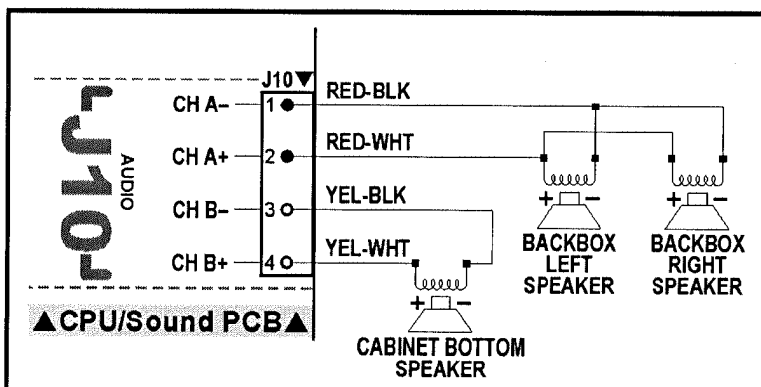 J10▼
CH A– 1 RED-BLK
CH A+ 2 RED-WHT
CH B– 3 YEL-BLK
CH B+ 4 YEL-WHT
J10
AUDIO
+ –
BACKBOX
LEFT
SPEAKER
+ –
BACKBOX
RIGHT
SPEAKER
+ –
CABINET BOTTOM
SPEAKER
▲CPU/Sound PCB▲